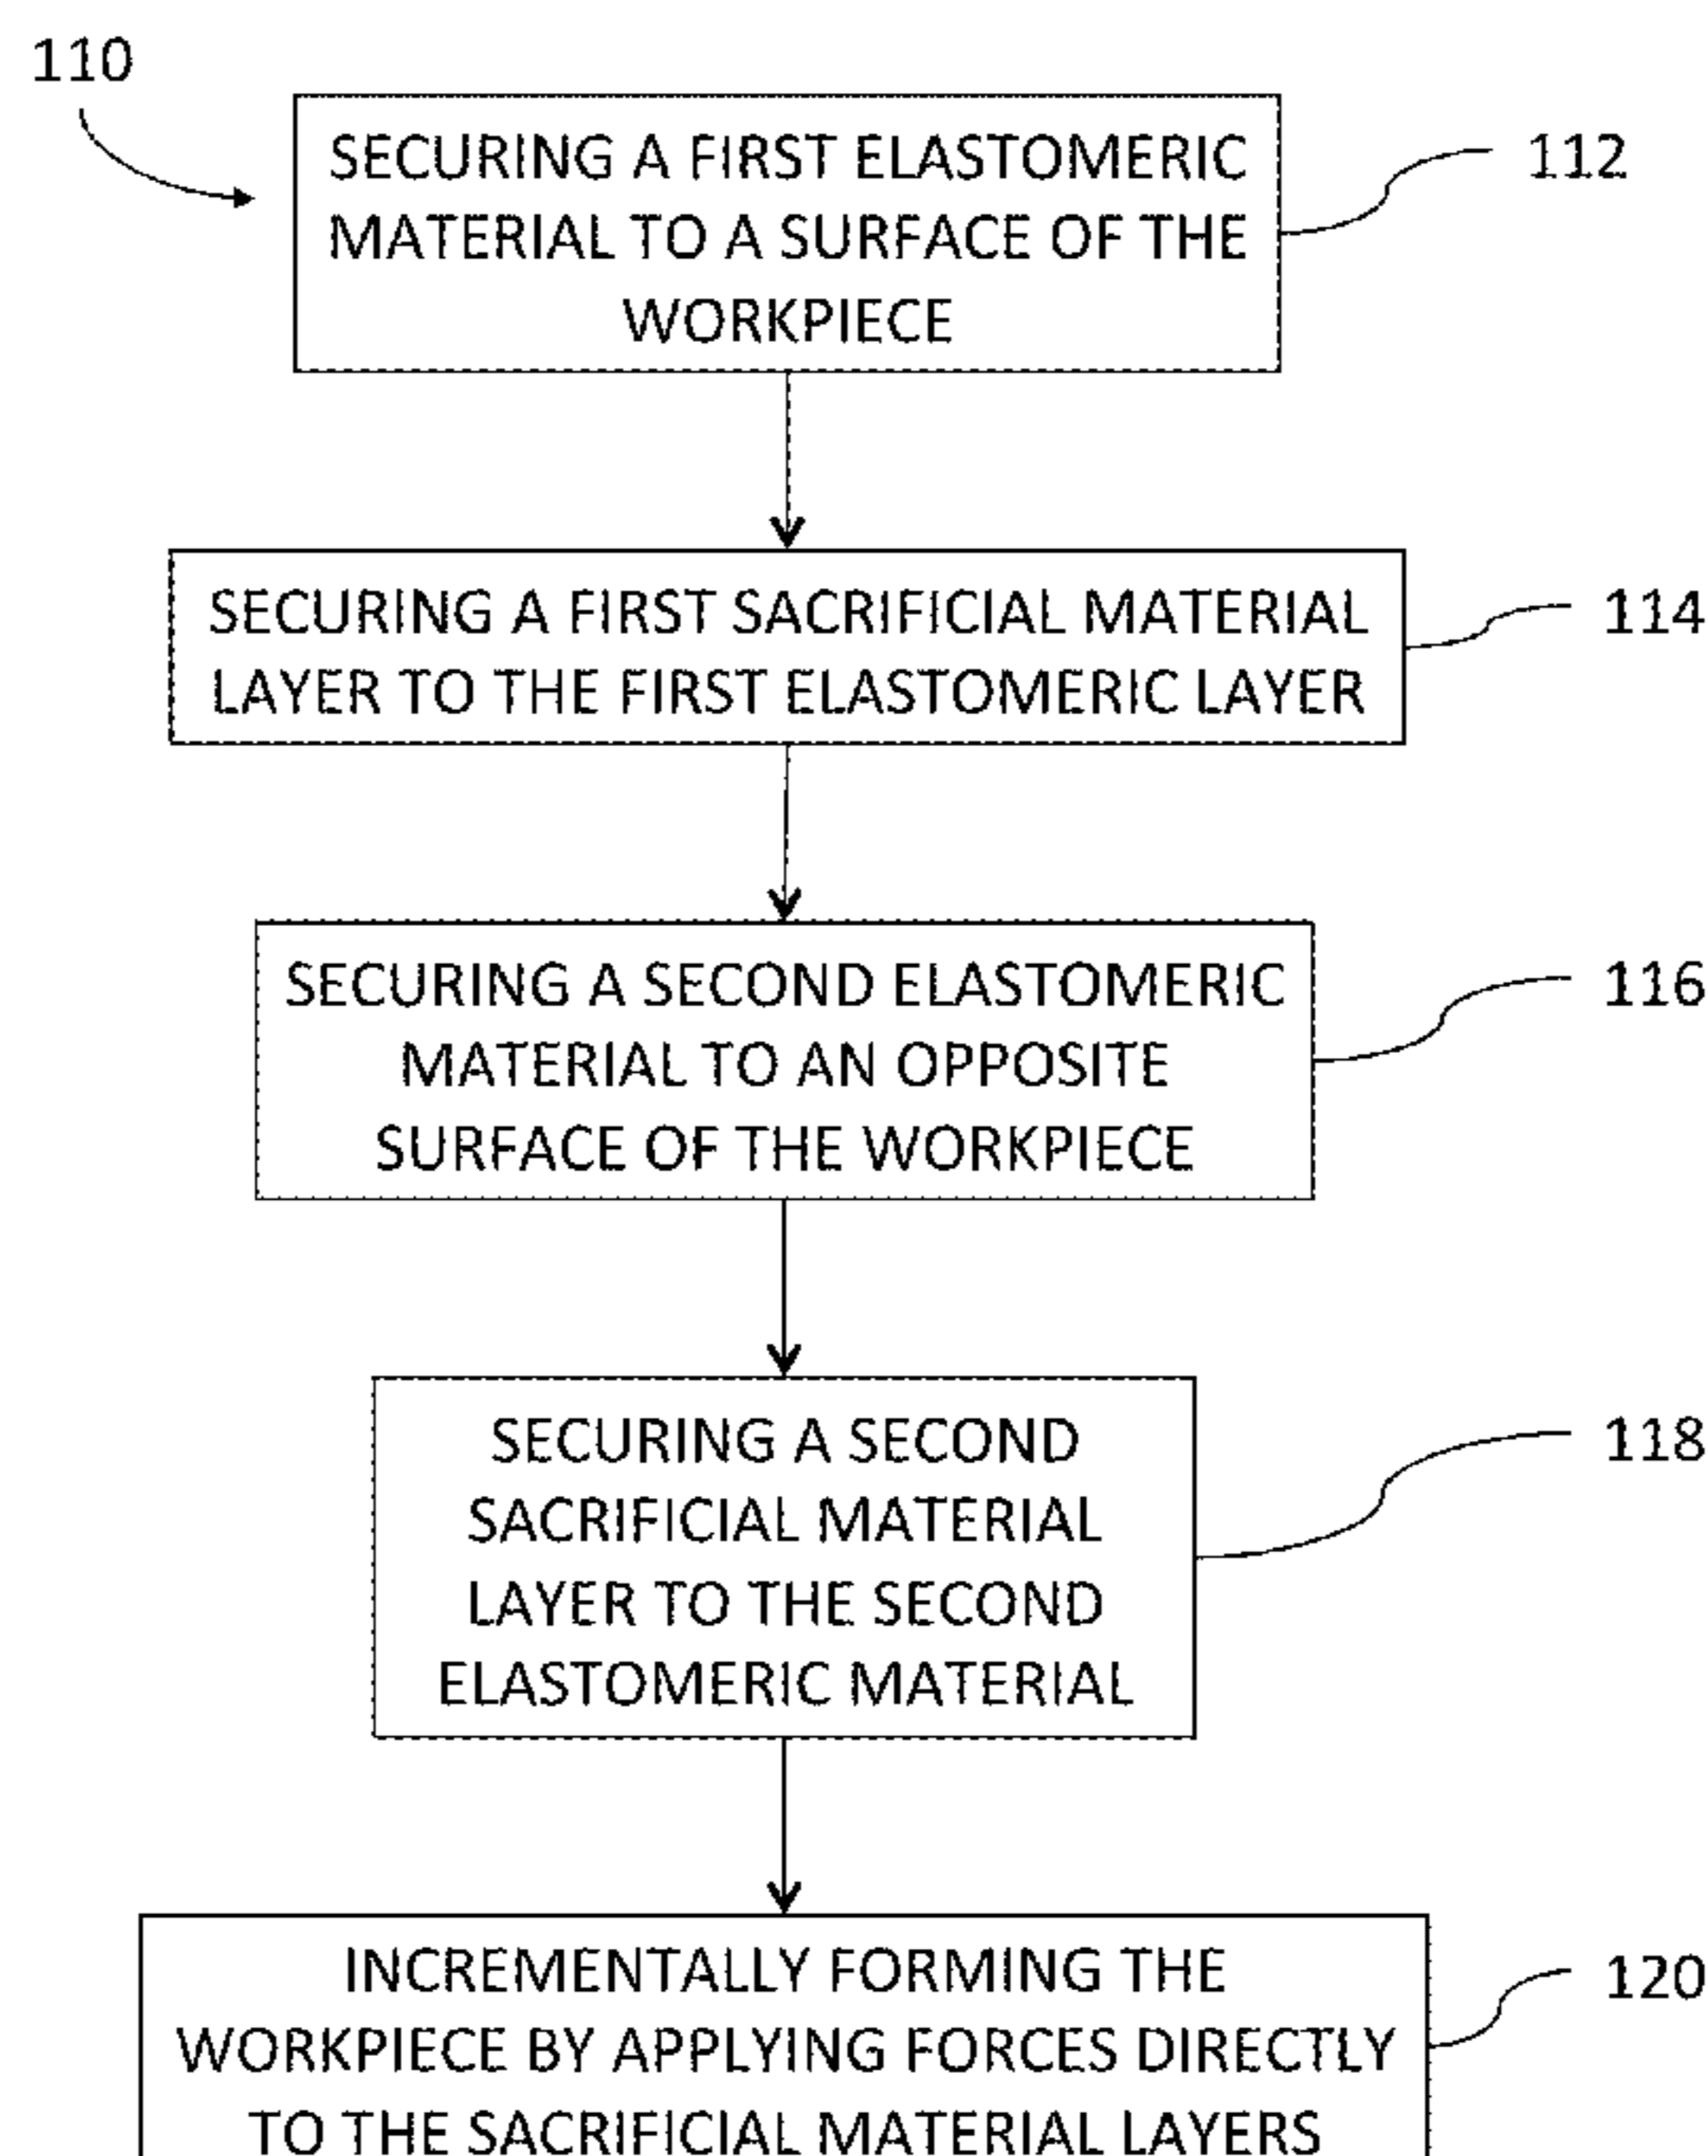 110
SECURING A FIRST ELASTOMERIC
MATERIAL TO A SURFACE OF THE
WORKPIECE
112
SECURING A FIRST SACRIFICIAL MATERIAL
LAYER TO THE FIRST ELASTOMERIC LAYER
114
SECURING A SECOND ELASTOMERIC
MATERIAL TO AN OPPOSITE
SURFACE OF THE WORKPIECE
116
SECURING A SECOND
SACRIFICIAL MATERIAL
LAYER TO THE SECOND
ELASTOMERIC MATERIAL
118
INCREMENTALLY FORMING THE
WORKPIECE BY APPLYING FORCES DIRECTLY
TO THE SACRIFICIAL MATERIAL LAYERS
120